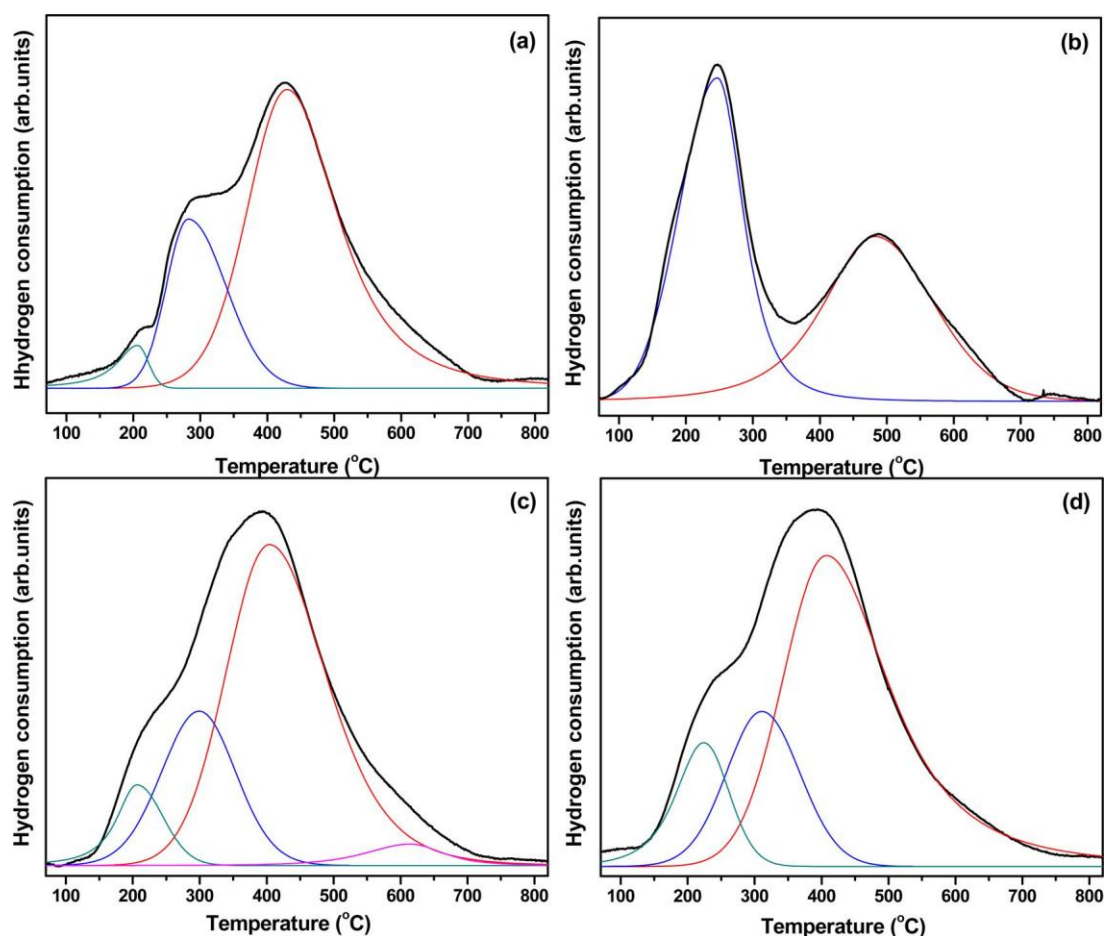 (a)
Hhydrogen consumption (arb.units)
100 200 300 400 500 600 700 800
Temperature (°C)
(b)
Hydrogen consumption (arb.units)
100 200 300 400 500 600 700 800
Temperature (°C)
(c)
Hydrogen consumption (arb.units)
100 200 300 400 500 600 700 800
Temperature (°C)
(d)
Hydrogen consumption (arb.units)
100 200 300 400 500 600 700 800
Temperature (°C)